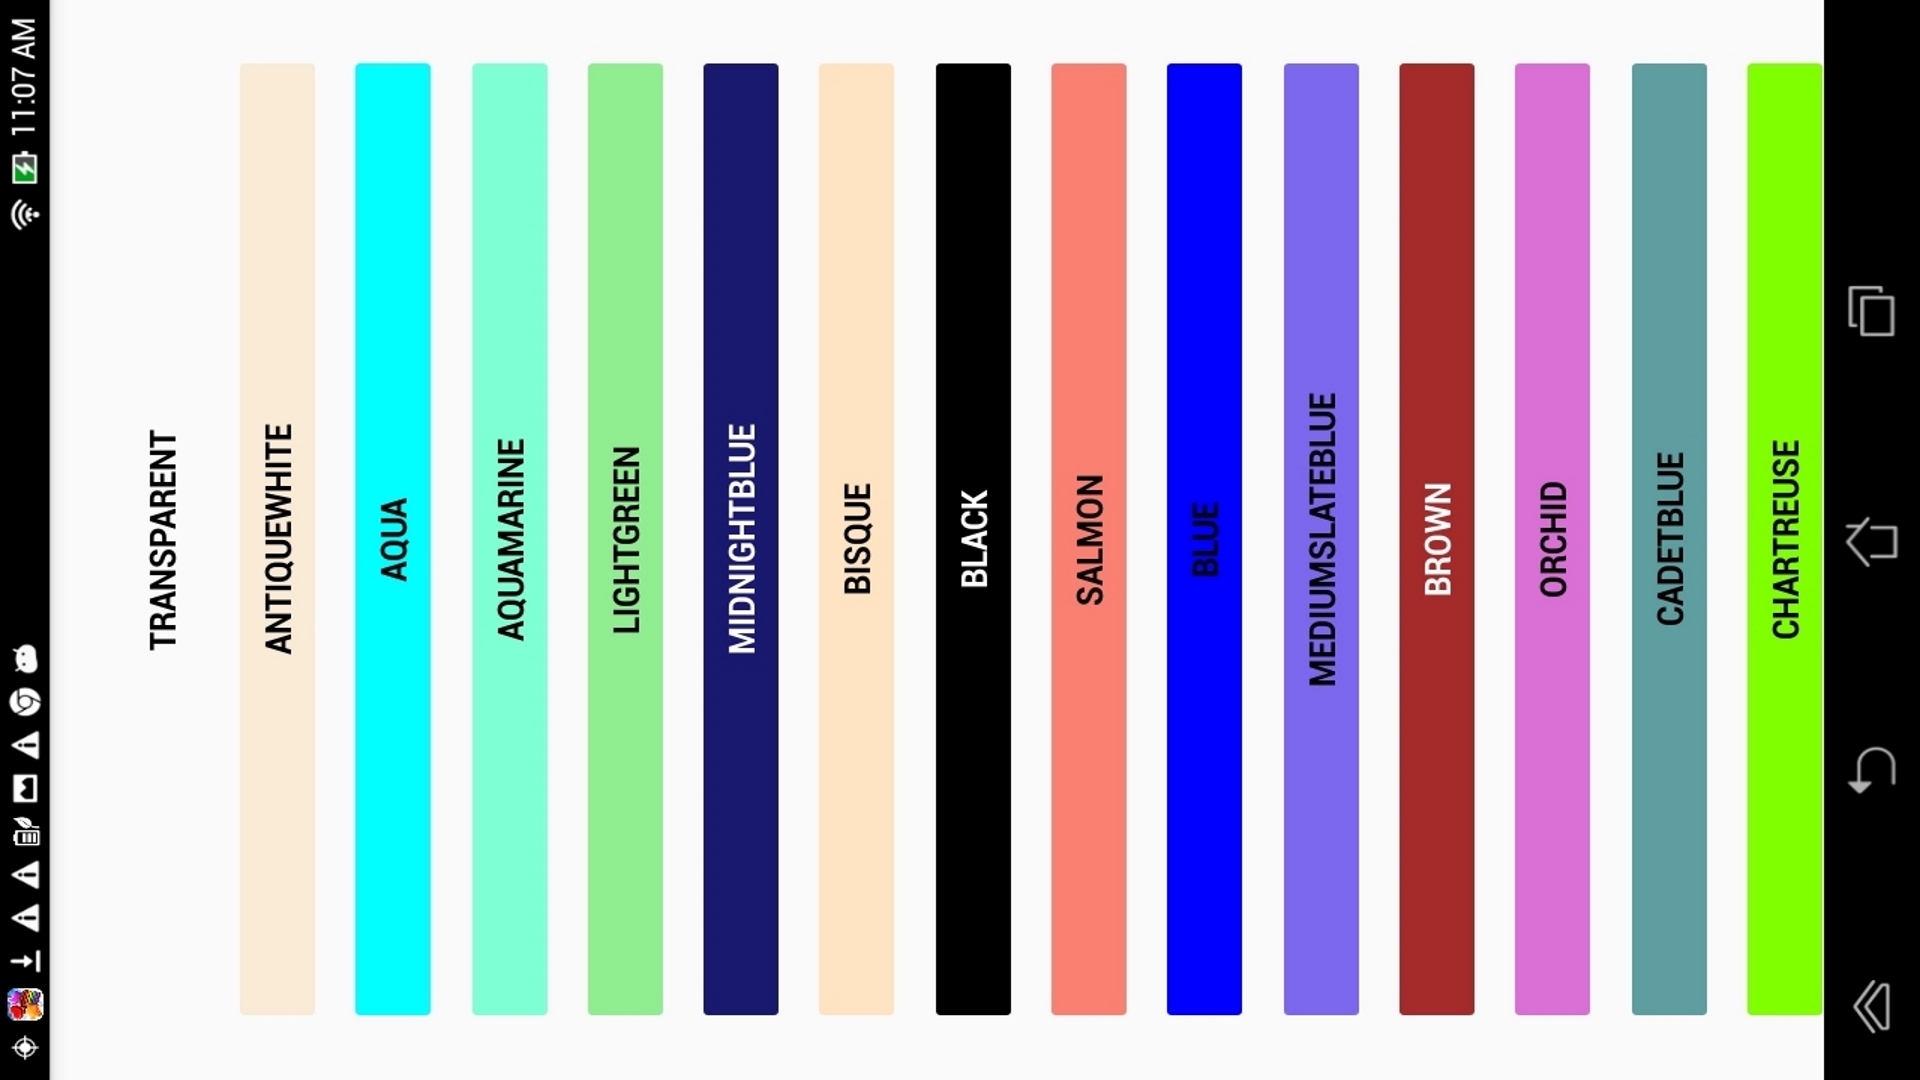 11:07 AM
TRANSPARENT
ANTIQUEWHITE
AQUA
AQUAMARINE
LIGHTGREEN
MIDNIGHTBLUE
BISQUE
BLACK
SALMON
BLUE
MEDIUMSLATEBLUE
BROWN
ORCHID
CADETBLUE
CHARTREUSE